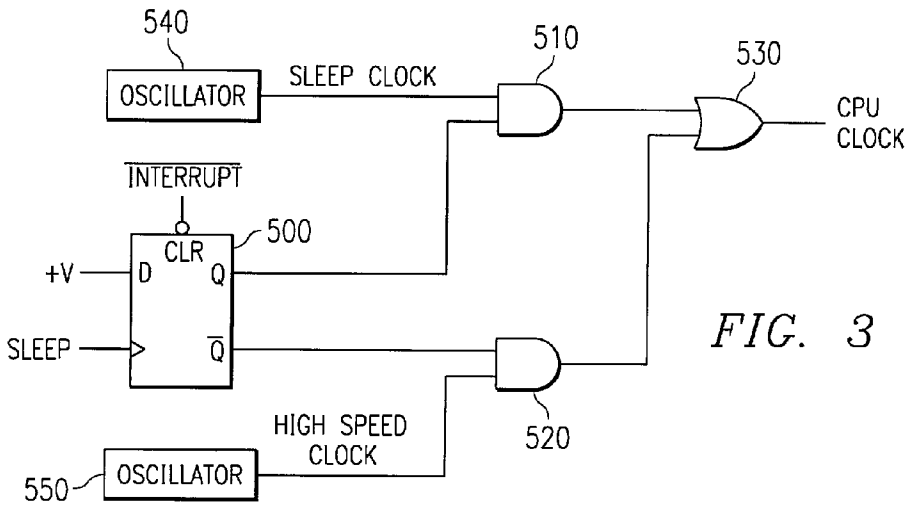 540
OSCILLATOR
SLEEP CLOCK
510
530
CPU
CLOCK
INTERRUPT
CLR
500
+V
D
Q
SLEEP
Q
520
FIG. 3
HIGH SPEED
CLOCK
550
OSCILLATOR